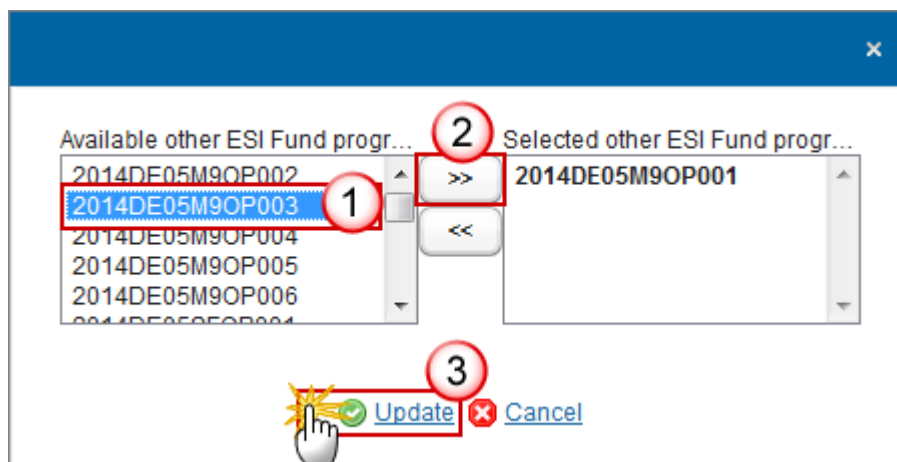 ×
Available other ESI Fund progr...
2
Selected other ESI Fund progr...
2014DE05M9OP002
>>
2014DE05M9OP001
2014DE05M9OP003
1
2014DE05M9OP004
<<
2014DE05M9OP005
2014DE05M9OP006
3
Update
Cancel